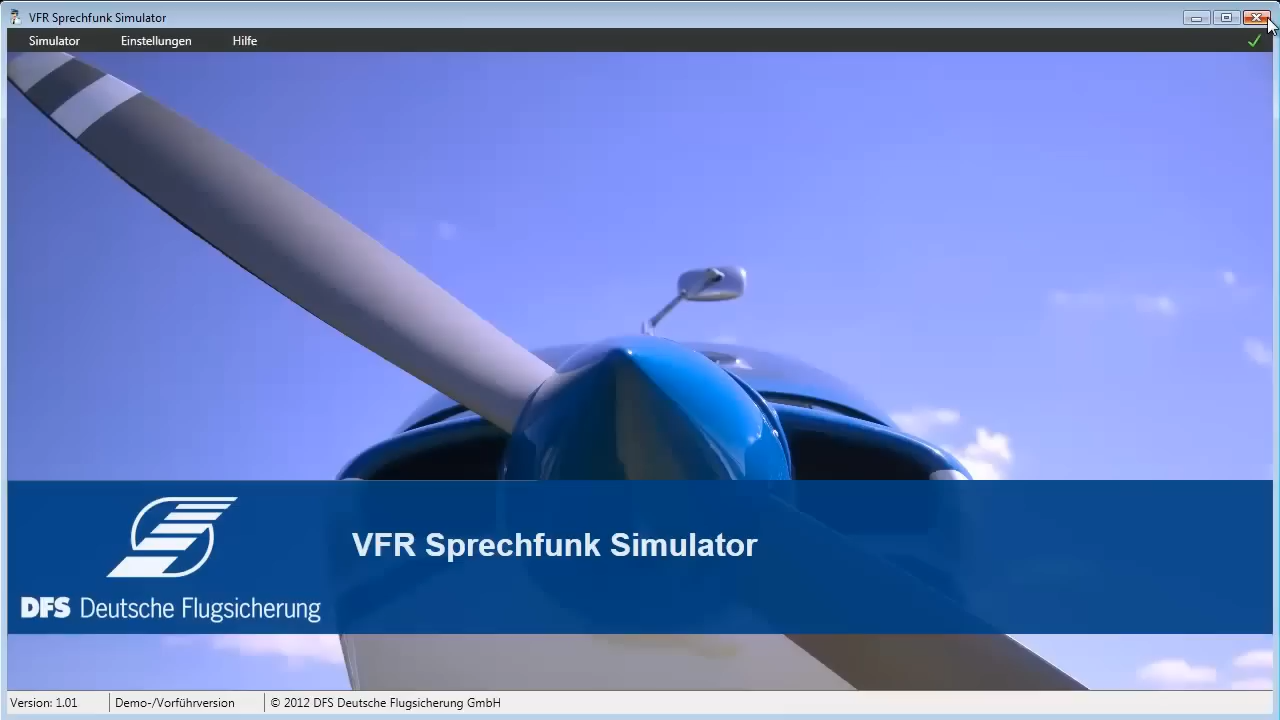 VFR Sprechfunk Simulator
Simulator Einstellungen Hilfe
VFR Sprechfunk Simulator
DFS Deutsche Flugsicherung
Version: 1.01 Demo-/Vorführversion © 2012 DFS Deutsche Flugsicherung GmbH